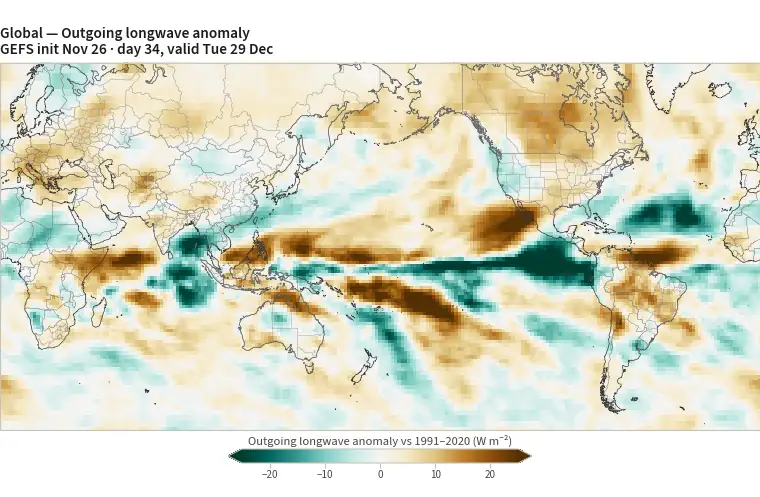 Global — Outgoing longwave anomaly
GEFS init Nov 26 · day 34, valid Tue 29 Dec
Outgoing longwave anomaly vs 1991–2020 (W m⁻²)
−20 −10 0 10 20